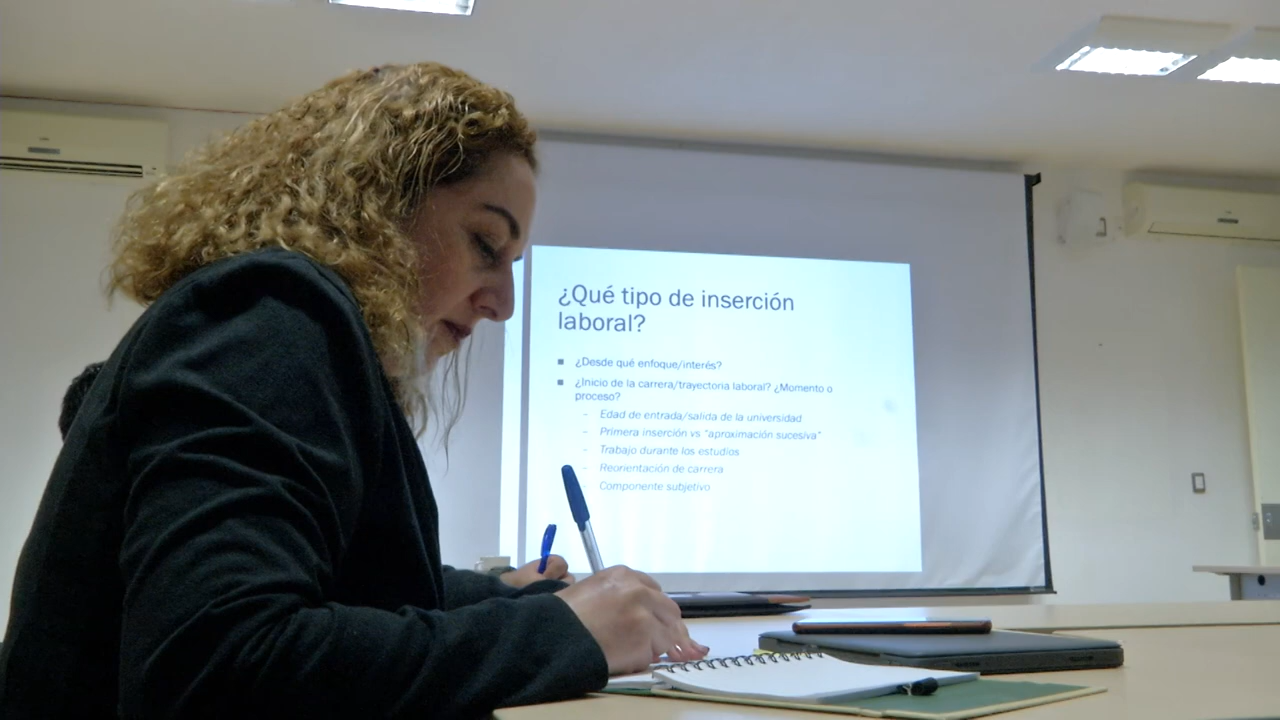 ¿Qué tipo de inserción
laboral?
¿Desde qué enfoque/interés?
¿Inicio de la carrera/trayectoria laboral? ¿Momento o
proceso?
– Edad de entrada/salida de la universidad
– Primera inserción vs "aproximación sucesiva"
– Trabajo durante los estudios
– Reorientación de carrera
– Componente subjetivo